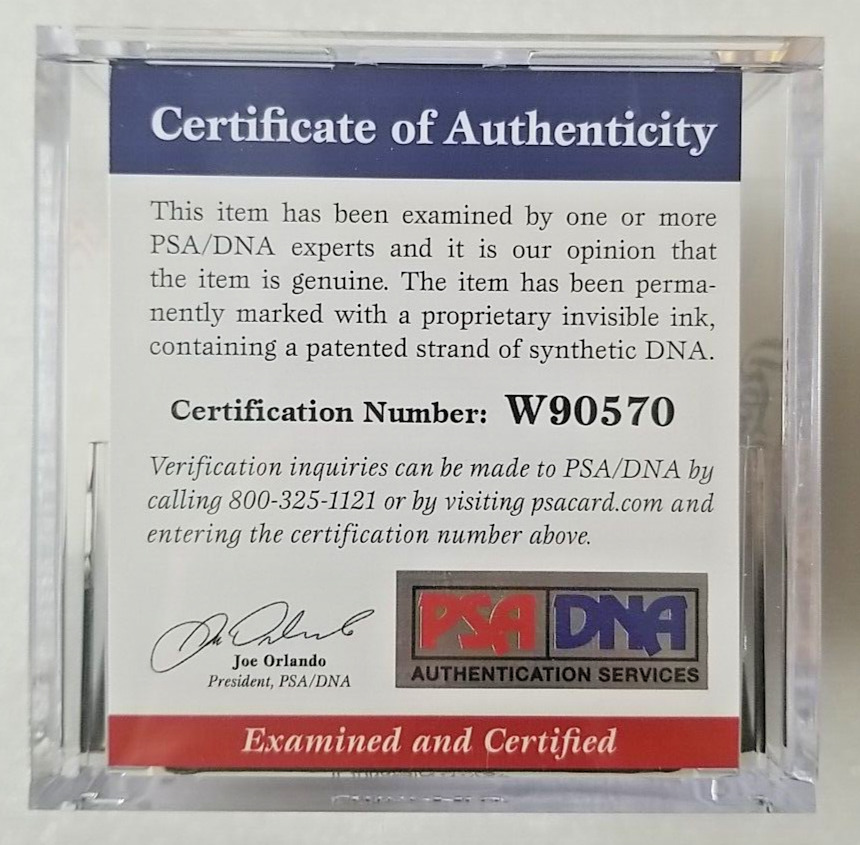 Certificate of Authenticity
This item has been examined by one or more
PSA/DNA experts and it is our opinion that
the item is genuine. The item has been perma-
nently marked with a proprietary invisible ink,
containing a patented strand of synthetic DNA.
Certification Number: W90570
Verification inquiries can be made to PSA/DNA by
calling 800-325-1121 or by visiting psacard.com and
entering the certification number above.
Joe Orlando
President, PSA/DNA
PSA DNA
AUTHENTICATION SERVICES
Examined and Certified